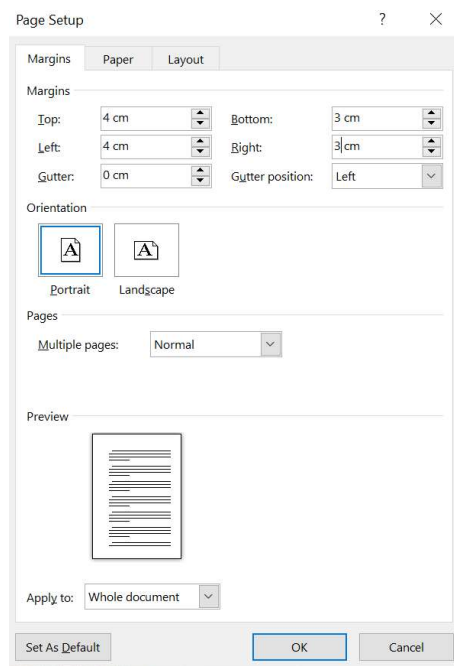 Page Setup ? ×
Margins Paper Layout
Margins
Top: 4 cm Bottom: 3 cm
Left: 4 cm Right: 3 cm
Gutter: 0 cm Gutter position: Left
Orientation
A A
Portrait Landscape
Pages
Multiple pages: Normal
Preview
Apply to: Whole document
Set As Default OK Cancel